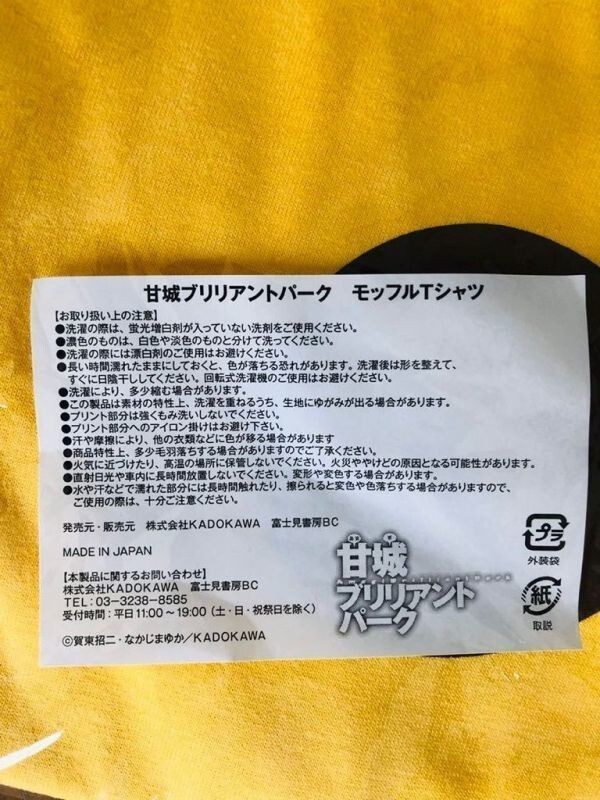 甘城ブリリアントパーク　モッフルTシャツ
【お取り扱い上の注意】
●洗濯の際は、蛍光増白剤が入っていない洗剤をご使用ください。
●濃色のものは、白色や淡色のものと分けて洗ってください。
●洗濯の際には漂白剤のご使用はお避けください。
●長い時間濡れたままにしておくと、色が落ちる恐れがあります。洗濯後は形を整えて、
すぐに日陰干ししてください。回転式洗濯機のご使用はお避けください。
●洗濯により、多少縮む場合があります。
●この製品は素材の特性上、洗濯を重ねるうち、生地にゆがみが出る場合があります。
●プリント部分は強くもみ洗いしないでください。
●プリント部分へのアイロン掛けはお避け下さい。
●汗や摩擦により、他の衣類などに色が移る場合があります
●商品特性上、多少毛羽落ちする場合がありますのでご了承ください。
●火気に近づけたり、高温の場所に保管しないでください。火災ややけどの原因となる可能性があります。
●直射日光や車内に長時間放置しないでください。変形や変色する場合があります。
●水や汗などで濡れた部分には長時間触れたり、擦られると変色や色落ちする場合がありますので、
ご使用の際は、十分ご注意ください。
発売元・販売元　株式会社KADOKAWA　富士見書房BC
MADE IN JAPAN
【本製品に関するお問い合わせ】
株式会社KADOKAWA　富士見書房BC
TEL：03-3238-8585
受付時間：平日11:00～19:00（土・日・祝祭日を除く）
©賀東招二・なかじまゆか／KADOKAWA
甘城
ブリリアント
パーク
プラ
外装袋
紙
取説